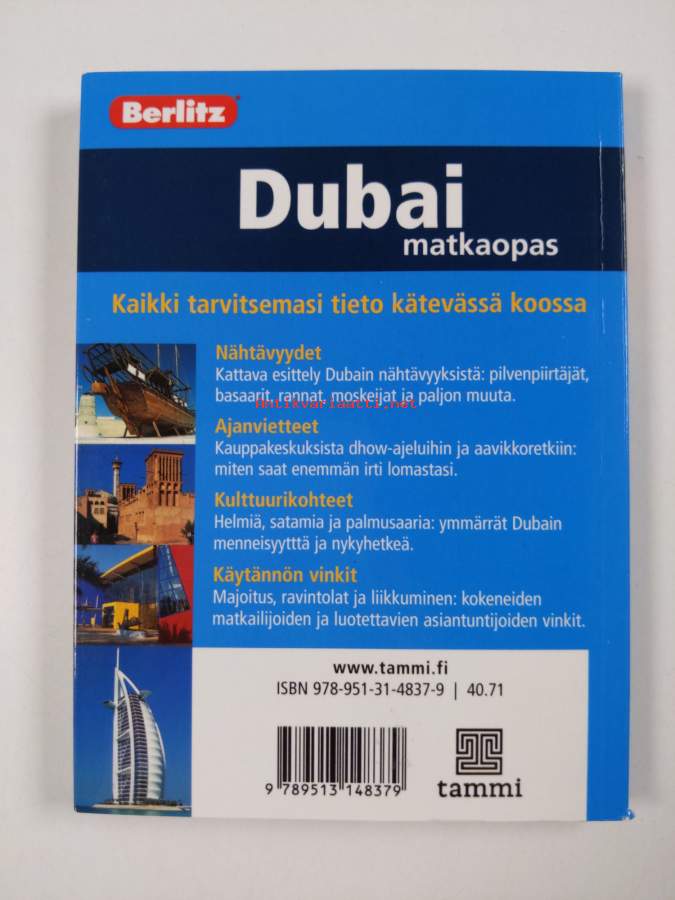 Berlitz
Dubai
matkaopas
Kaikki tarvitsemasi tieto kätevässä koossa
Nähtävyydet
Kattava esittely Dubain nähtävyyksistä: pilvenpiirtäjät,
basaarit, rannat, moskeijat ja paljon muuta.
Antikvariaatti.net
Ajanvietteet
Kauppakeskuksista dhow-ajeluihin ja aavikkoretkiin:
miten saat enemmän irti lomastasi.
Kulttuurikohteet
Helmiä, satamia ja palmusaaria: ymmärrät Dubain
menneisyytttä ja nykyhetkeä.
Käytännön vinkit
Majoitus, ravintolat ja liikkuminen: kokeneiden
matkailijoiden ja luotettavien asiantuntijoiden vinkit.
www.tammi.fi
ISBN 978-951-31-4837-9 | 40.71
9 789513 148379
tammi